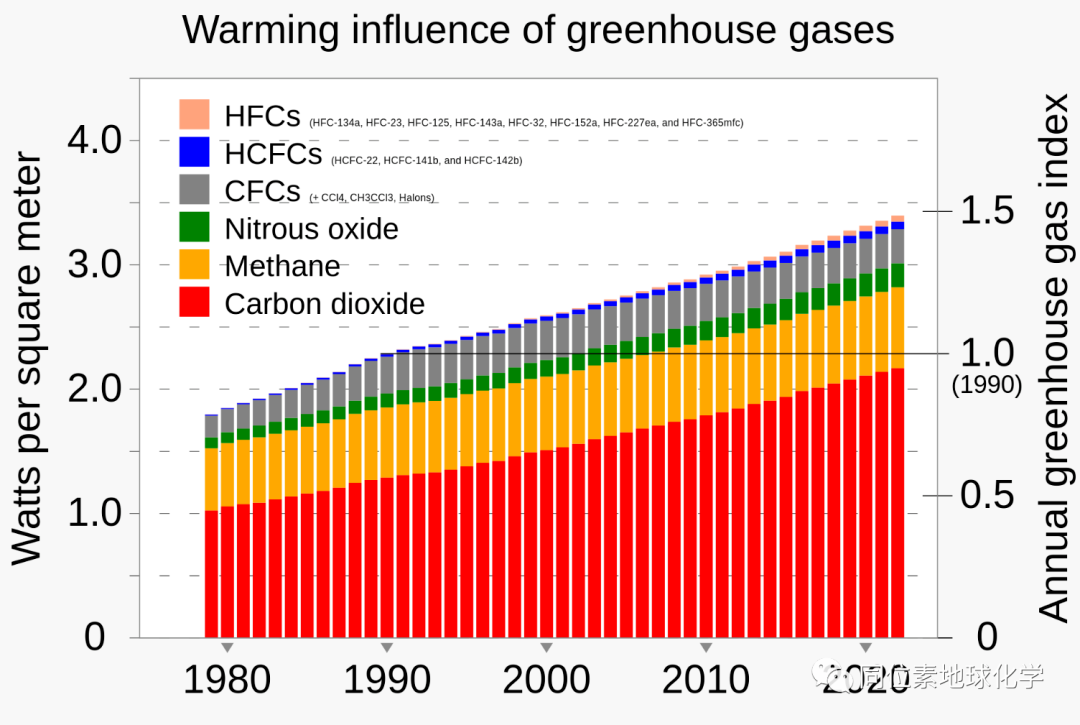 Warming influence of greenhouse gases
Watts per square meter
4.0
3.0
2.0
1.0
0
HFCs (HFC-134a, HFC-23, HFC-125, HFC-143a, HFC-32, HFC-152a, HFC-227ea, and HFC-365mfc)
HCFCs (HCFC-22, HCFC-141b, and HCFC-142b)
CFCs (+ CCl4, CH3CCl3, Halons)
Nitrous oxide
Methane
Carbon dioxide
1.5
1.0
(1990)
0.5
0
Annual greenhouse gas index
1980
1990
2000
2010
2020
同位素地球化学